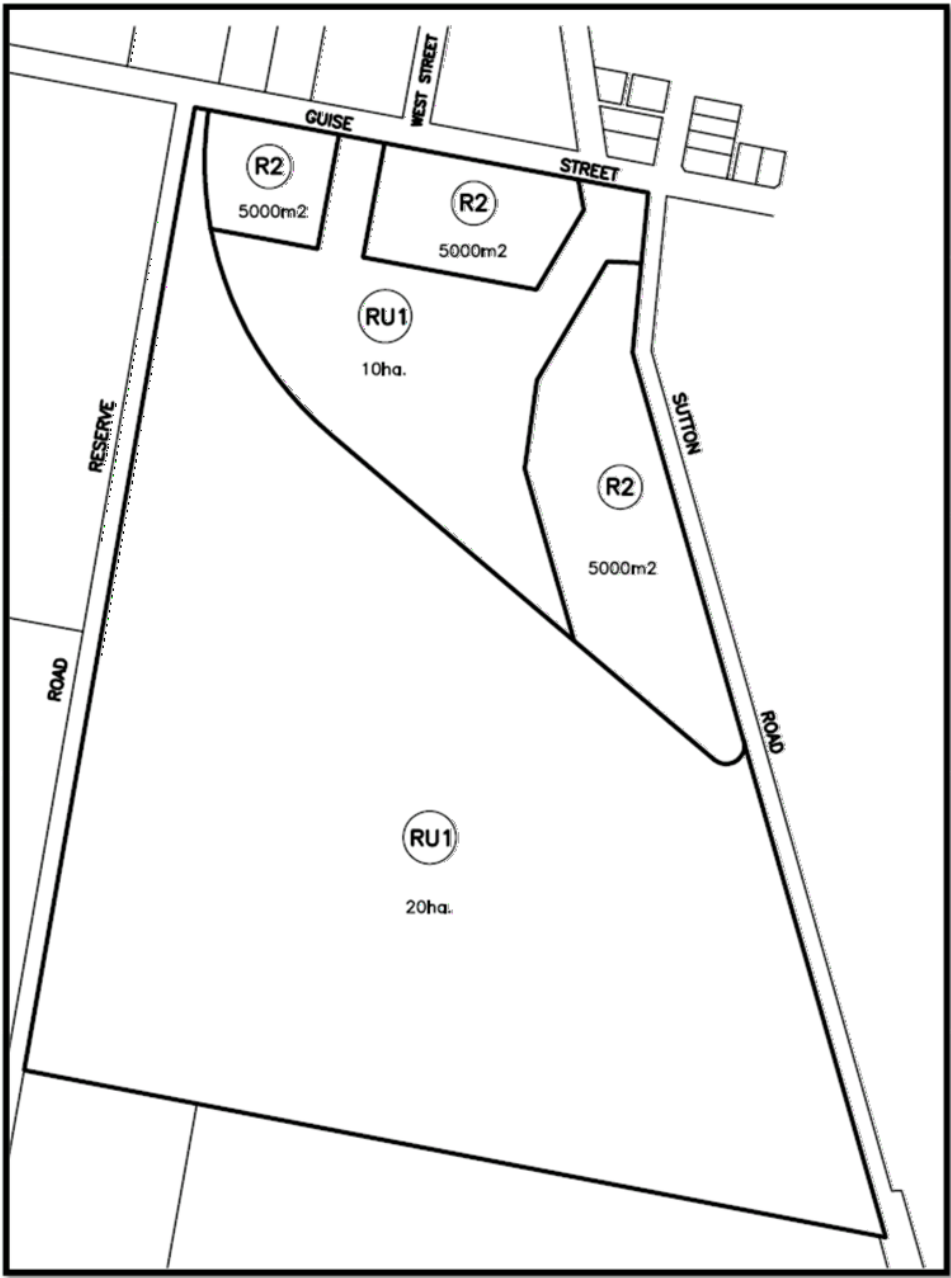 WEST STREET
GUISE
STREET
R2
5000m2
R2
5000m2
RU1
10ha.
RESERVE
SUTTON
R2
5000m2
ROAD
ROAD
RU1
20ha.